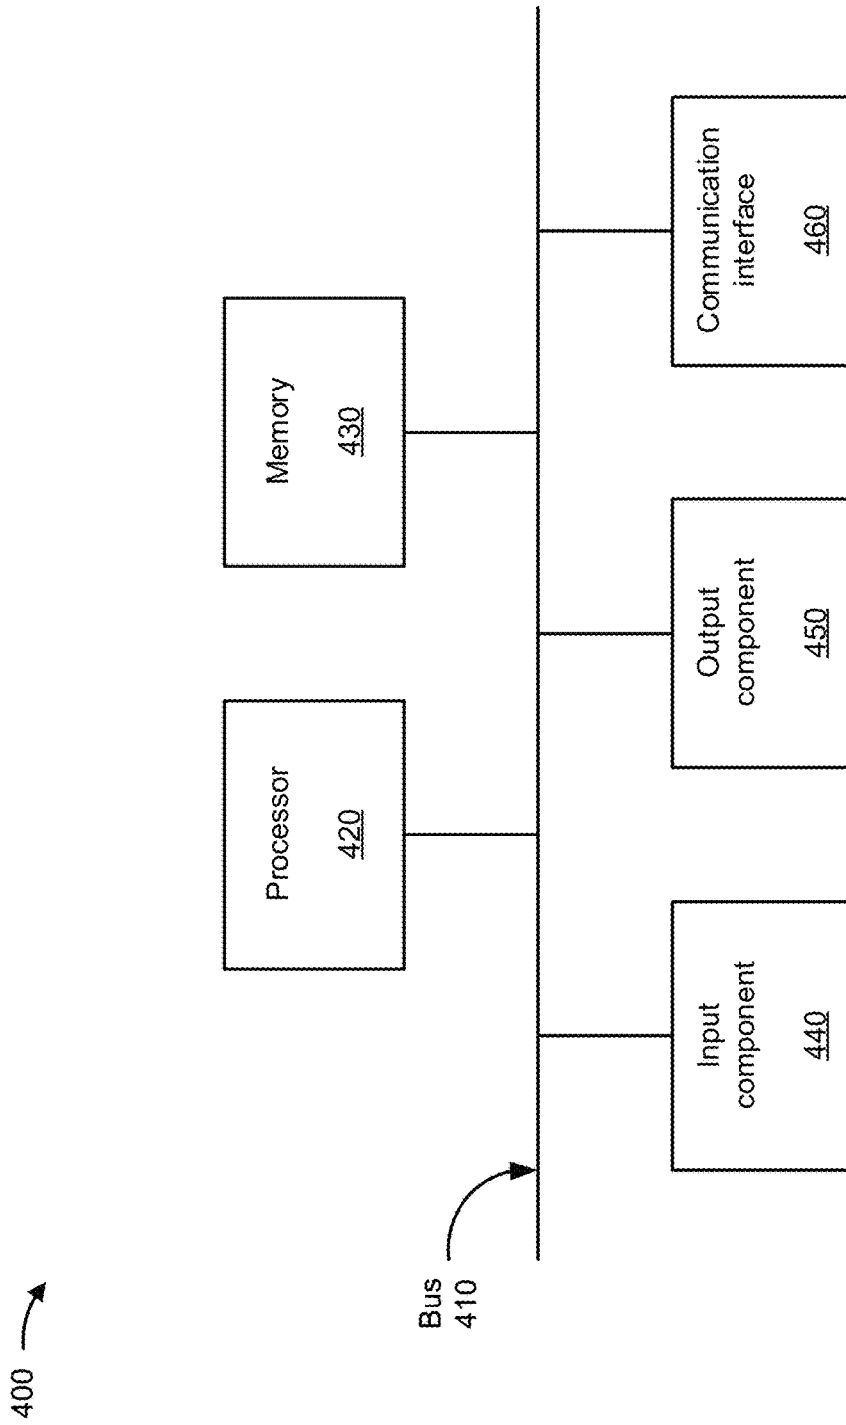 400
Bus
410
Processor
420
Memory
430
Input
component
440
Output
component
450
Communication
interface
460